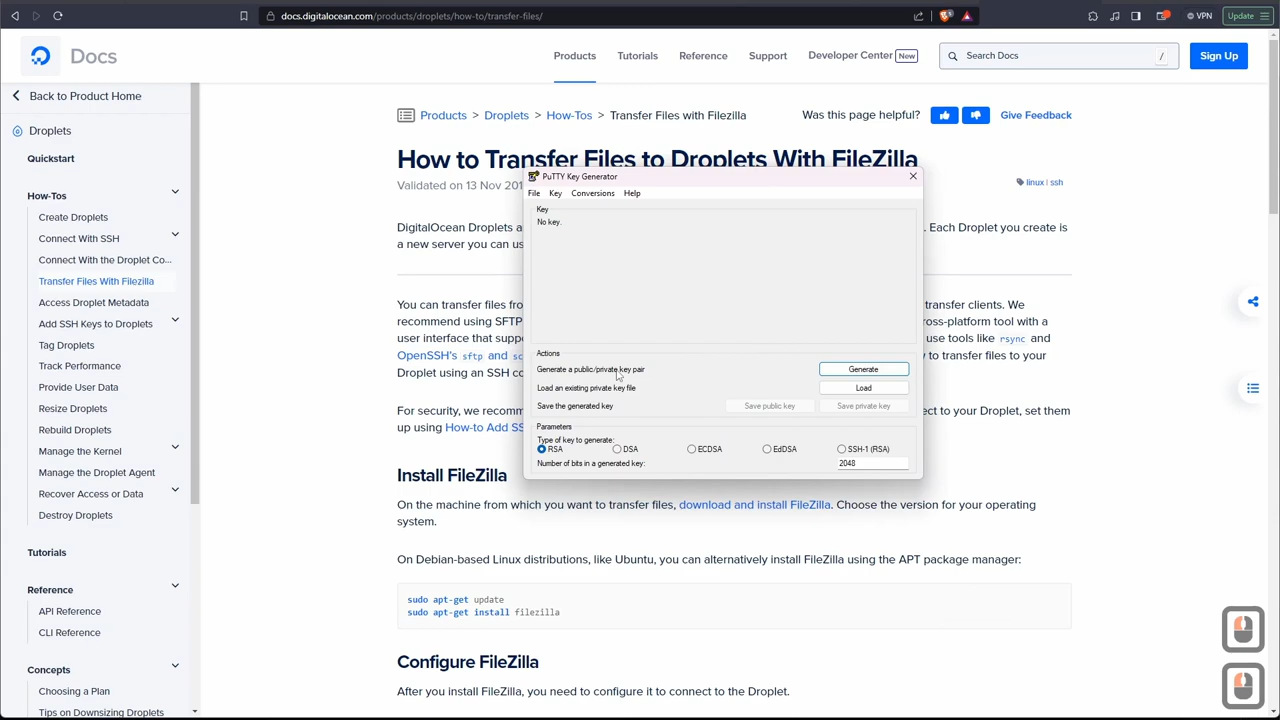 docs.digitalocean.com/products/droplets/how-to/transfer-files/
VPN
Update
Docs
Products
Tutorials
Reference
Support
Developer Center
New
Search Docs
/
Sign Up
Back to Product Home
Droplets
Quickstart
How-Tos
Create Droplets
Connect With SSH
Connect With the Droplet Co...
Transfer Files With Filezilla
Access Droplet Metadata
Add SSH Keys to Droplets
Tag Droplets
Track Performance
Provide User Data
Resize Droplets
Rebuild Droplets
Manage the Kernel
Manage the Droplet Agent
Recover Access or Data
Destroy Droplets
Tutorials
Reference
API Reference
CLI Reference
Concepts
Choosing a Plan
Tips on Downsizing Droplets
Products > Droplets > How-Tos > Transfer Files with Filezilla
Was this page helpful?
Give Feedback
How to Transfer Files to Droplets With FileZilla
Validated on 13 Nov 201
linux | ssh
DigitalOcean Droplets a
. Each Droplet you create is
a new server you can us
You can transfer files fro
transfer clients. We
recommend using SFTP
ross-platform tool with a
user interface that suppo
use tools like rsync and
OpenSSH's sftp and sc
to transfer files to your
Droplet using an SSH co
For security, we recomm
ect to your Droplet, set them
up using How-to Add SS
PuTTY Key Generator
File Key Conversions Help
Key
No key.
Actions
Generate a public/private key pair
Generate
Load an existing private key file
Load
Save the generated key
Save public key
Save private key
Parameters
Type of key to generate:
RSA DSA ECDSA EdDSA SSH-1 (RSA)
Number of bits in a generated key:
2048
Install FileZilla
On the machine from which you want to transfer files, download and install FileZilla. Choose the version for your operating
system.
On Debian-based Linux distributions, like Ubuntu, you can alternatively install FileZilla using the APT package manager:
sudo apt-get update
sudo apt-get install filezilla
Configure FileZilla
After you install FileZilla, you need to configure it to connect to the Droplet.